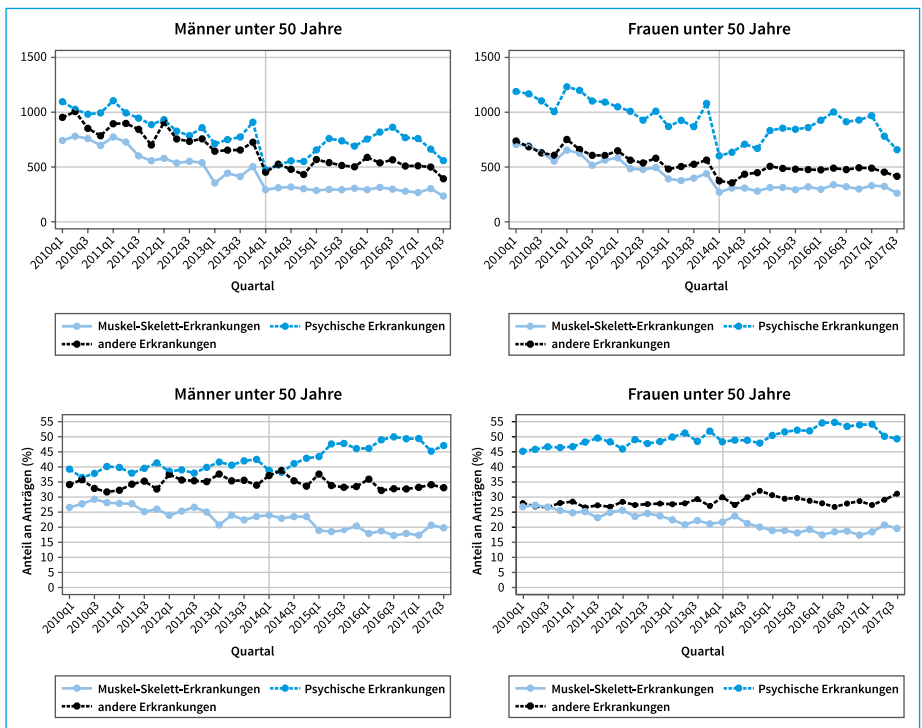 Männer unter 50 Jahre
1500
1000
500
0
2010q1 2010q3 2011q1 2011q3 2012q1 2012q3 2013q1 2013q3 2014q1 2014q3 2015q1 2015q3 2016q1 2016q3 2017q1 2017q3
Quartal
Muskel-Skelett-Erkrankungen Psychische Erkrankungen
andere Erkrankungen
Frauen unter 50 Jahre
1500
1000
500
0
2010q1 2010q3 2011q1 2011q3 2012q1 2012q3 2013q1 2013q3 2014q1 2014q3 2015q1 2015q3 2016q1 2016q3 2017q1 2017q3
Quartal
Muskel-Skelett-Erkrankungen Psychische Erkrankungen
andere Erkrankungen
Männer unter 50 Jahre
Anteil an Anträgen (%)
55
50
45
40
35
30
25
20
15
10
5
0
2010q1 2010q3 2011q1 2011q3 2012q1 2012q3 2013q1 2013q3 2014q1 2014q3 2015q1 2015q3 2016q1 2016q3 2017q1 2017q3
Quartal
Muskel-Skelett-Erkrankungen Psychische Erkrankungen
andere Erkrankungen
Frauen unter 50 Jahre
Anteil an Anträgen (%)
55
50
45
40
35
30
25
20
15
10
5
0
2010q1 2010q3 2011q1 2011q3 2012q1 2012q3 2013q1 2013q3 2014q1 2014q3 2015q1 2015q3 2016q1 2016q3 2017q1 2017q3
Quartal
Muskel-Skelett-Erkrankungen Psychische Erkrankungen
andere Erkrankungen